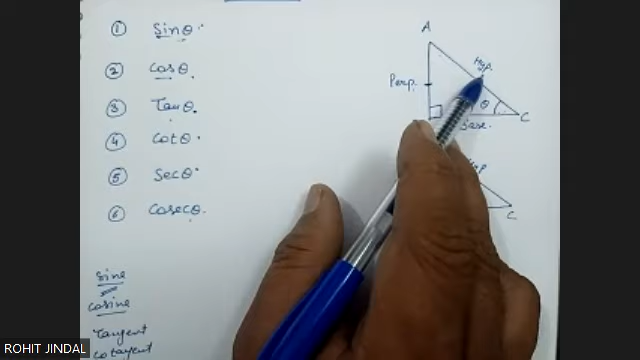 ① Sinθ
② Cosθ
③ Tanθ
④ Cotθ
⑤ Secθ
⑥ Cosecθ
Sine
Cosine
Tangent
Cotangent
A
Hyp.
Perp.
θ
C
Base.
Hyp
C
ROHIT JINDAL